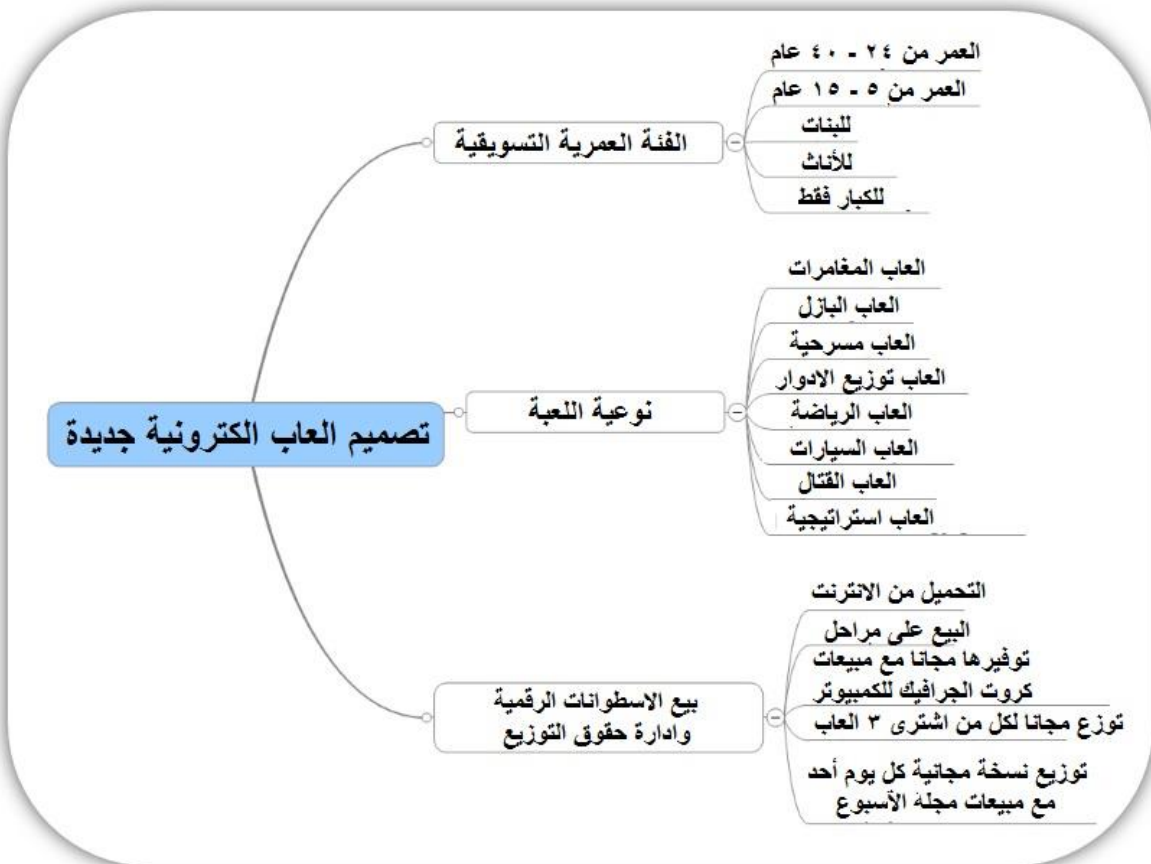 تصميم العاب الكترونية جديدة
الفئة العمرية التسويقية
العمر من ٢٤ - ٤٠ عام
العمر من ٥ - ١٥ عام
للبنات
للأناث
للكبار فقط
نوعية اللعبة
العاب المغامرات
العاب البازل
العاب مسرحية
العاب توزيع الادوار
العاب الرياضة
العاب السيارات
العاب القتال
العاب استراتيجية
بيع الاسطوانات الرقمية
وادارة حقوق التوزيع
التحميل من الانترنت
البيع على مراحل
توفيرها مجانا مع مبيعات
كروت الجرافيك للكمبيوتر
توزع مجانا لكل من اشترى ٣ العاب
توزيع نسخة مجانية كل يوم أحد
مع مبيعات مجلة الأسبوع